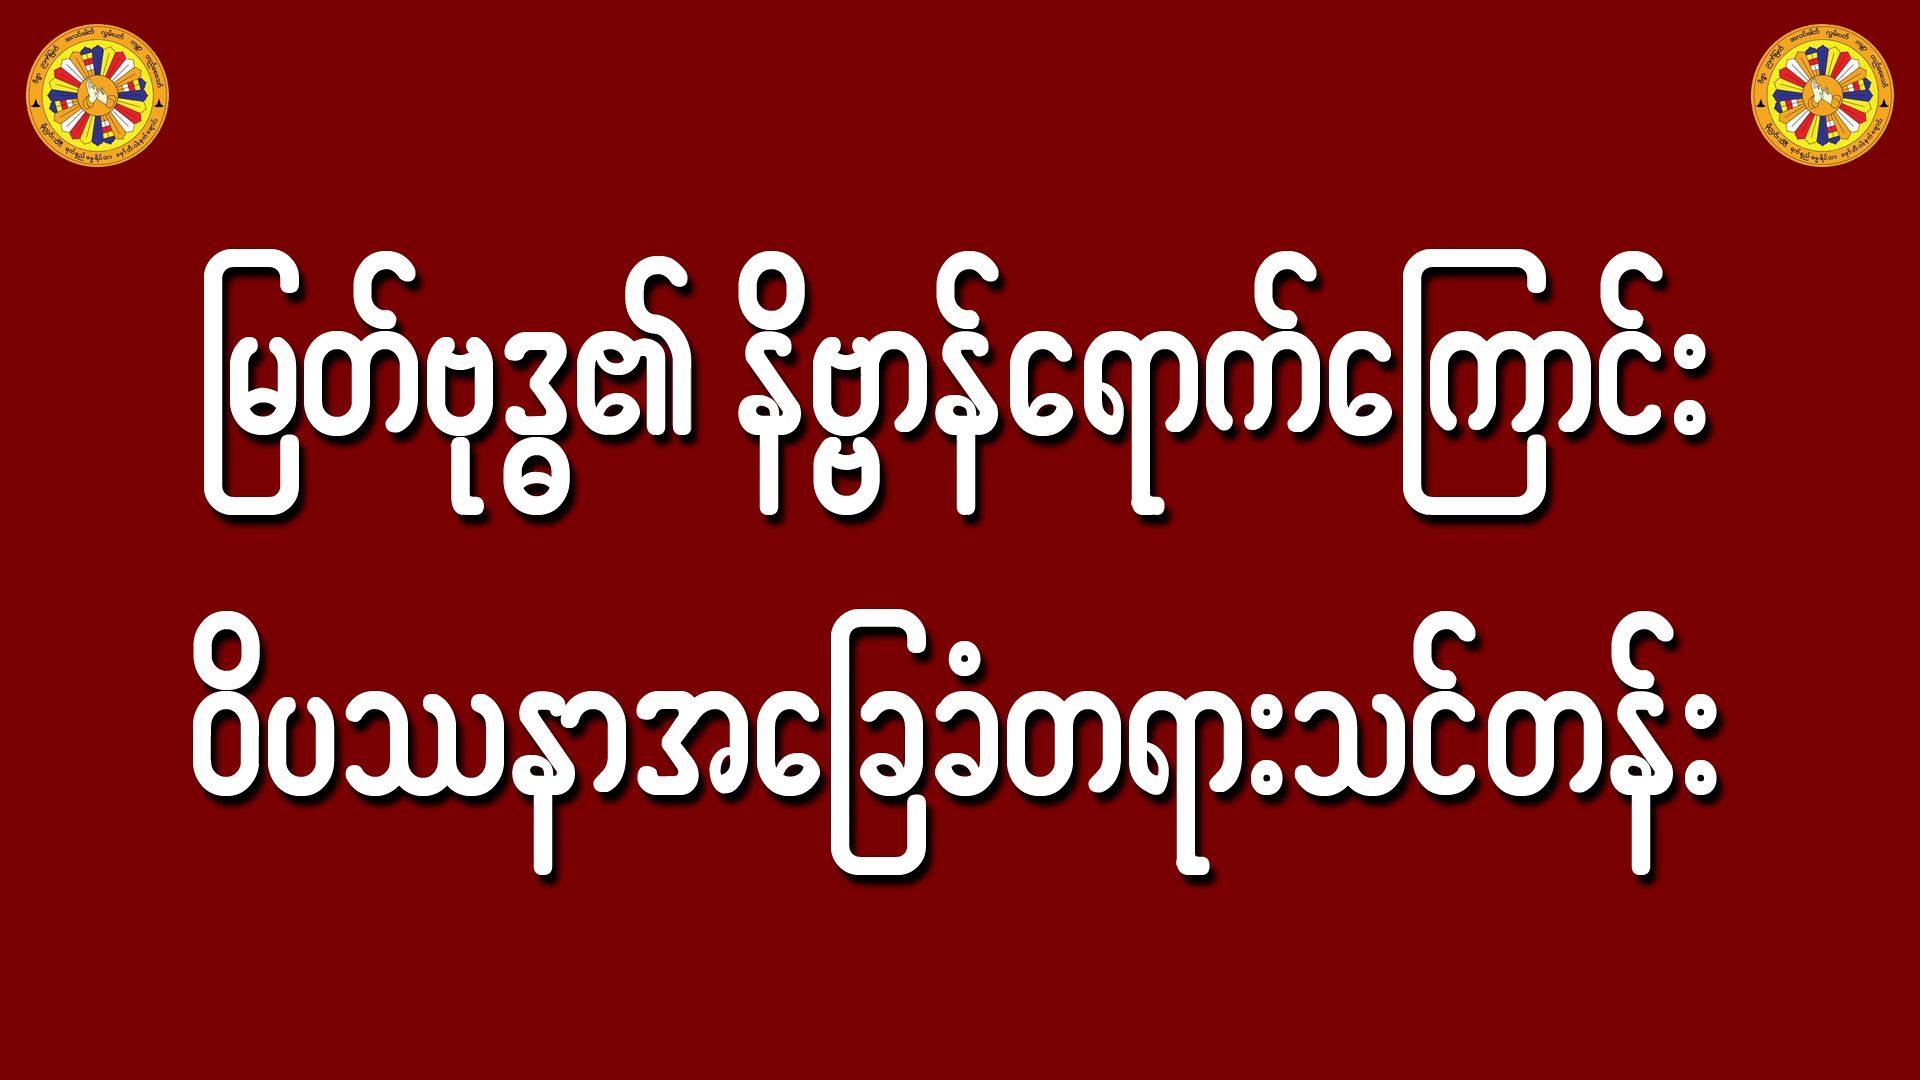 မြတ်ဗုဒ္ဓ၏ နိဗ္ဗာန်ရောက်ကြောင်း
ဝိပဿနာအခြေခံတရားသင်တန်း